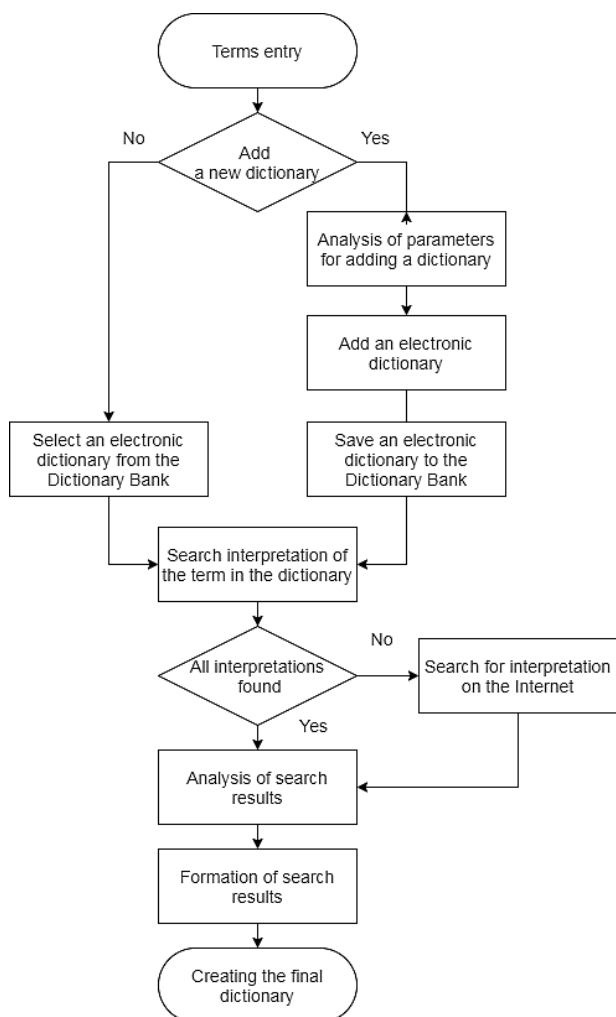 Terms entry
No
Yes
Add
a new dictionary
Analysis of parameters
for adding a dictionary
Add an electronic
dictionary
Select an electronic
dictionary from the
Dictionary Bank
Save an electronic
dictionary to the
Dictionary Bank
Search interpretation of
the term in the dictionary
All interpretations
found
No
Search for interpretation
on the Internet
Yes
Analysis of search
results
Formation of search
results
Creating the final
dictionary